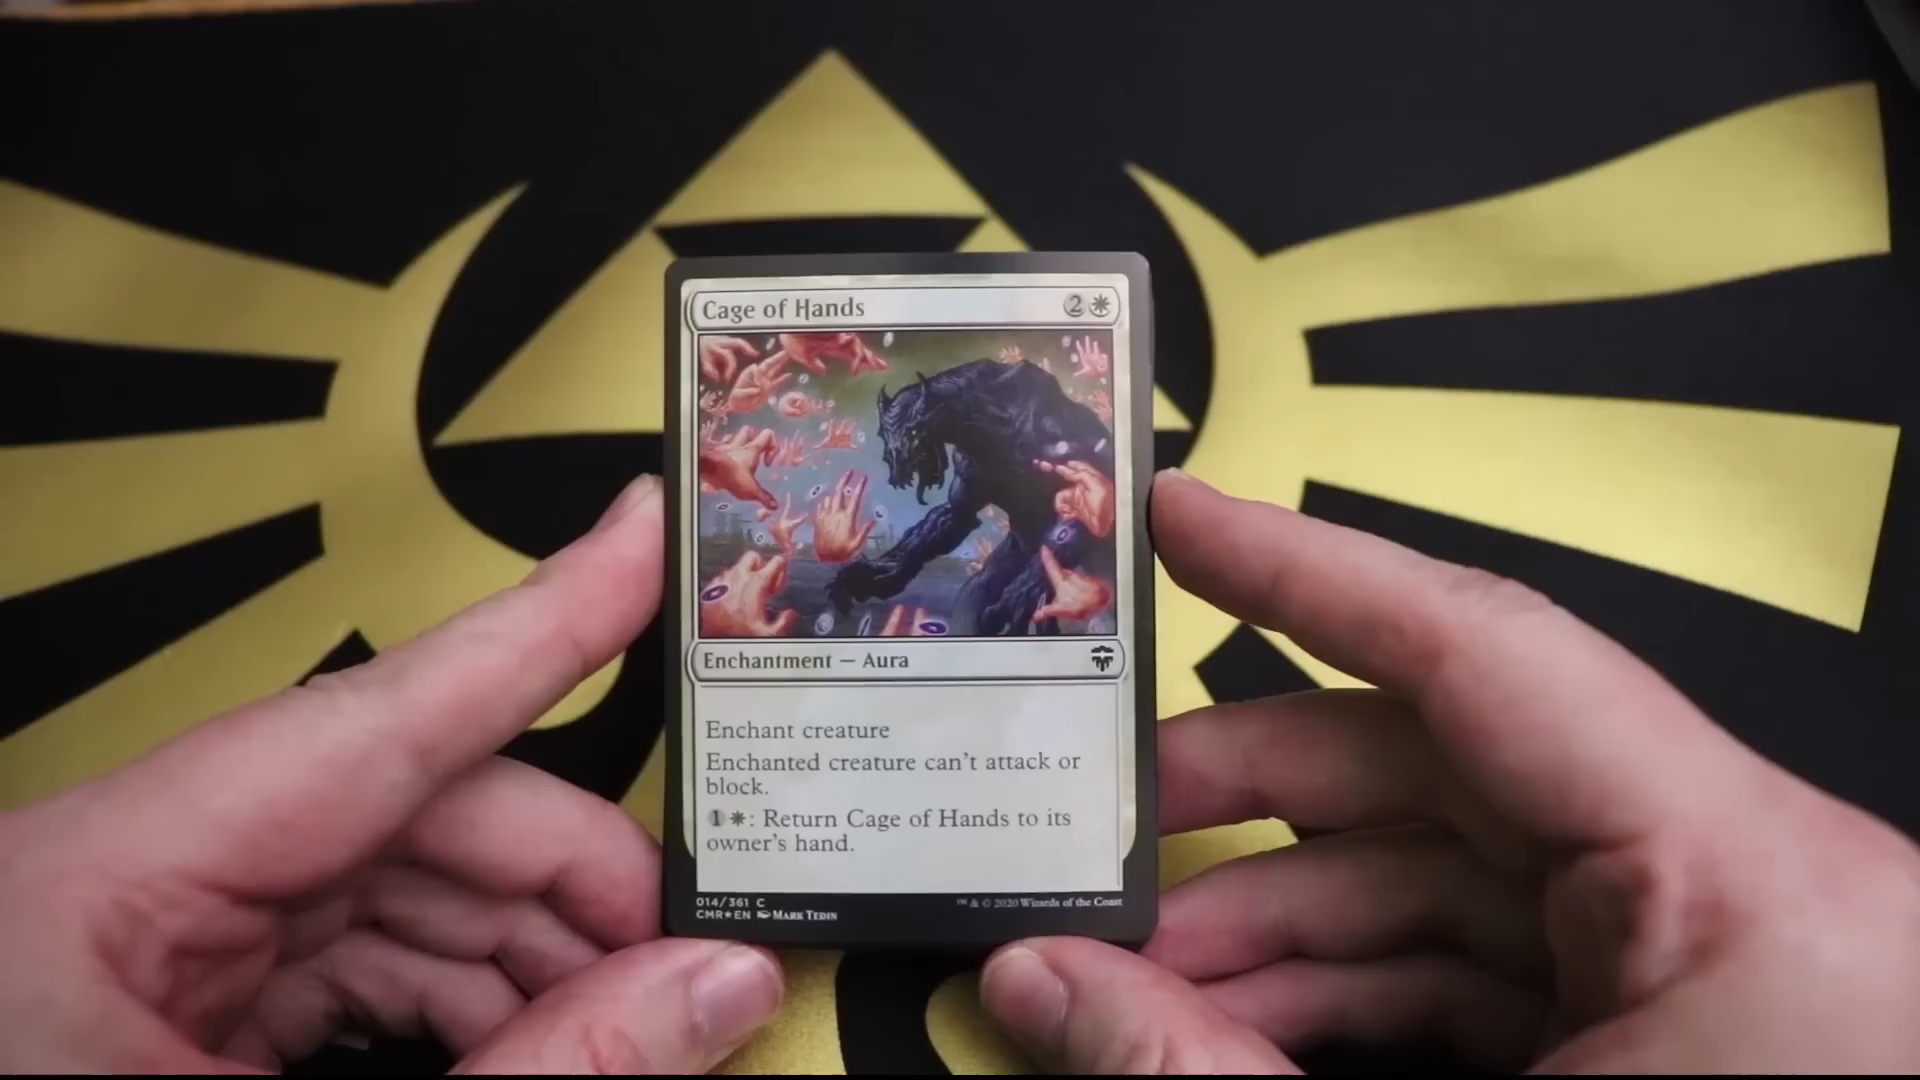 Cage of Hands 2
Enchantment — Aura
Enchant creature
Enchanted creature can't attack or
block.
1: Return Cage of Hands to its
owner's hand.
014/361 C
CMR★EN Mark Tedin
™ & © 2020 Wizards of the Coast